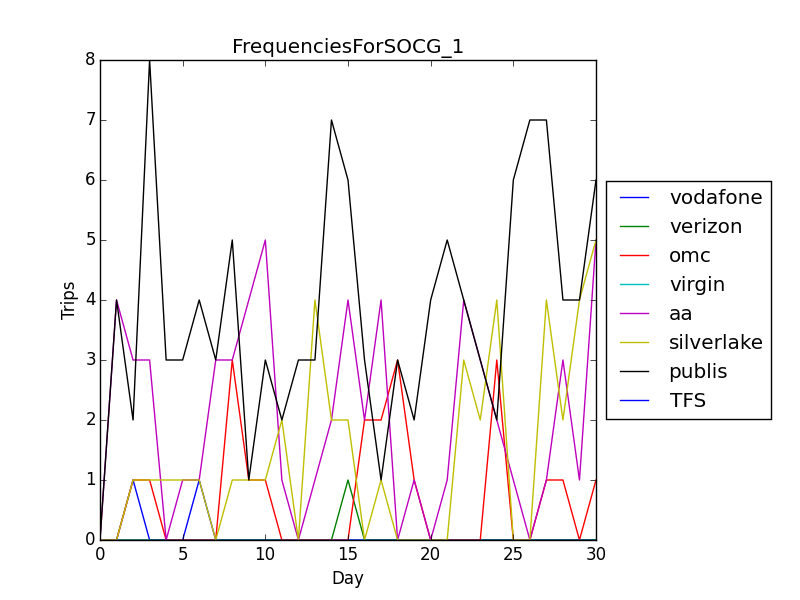 FrequenciesForSOCG_1
8
7
6
5
4
3
2
1
0
Trips
0 5 10 15 20 25 30
Day
vodafone
verizon
omc
virgin
aa
silverlake
publis
TFS